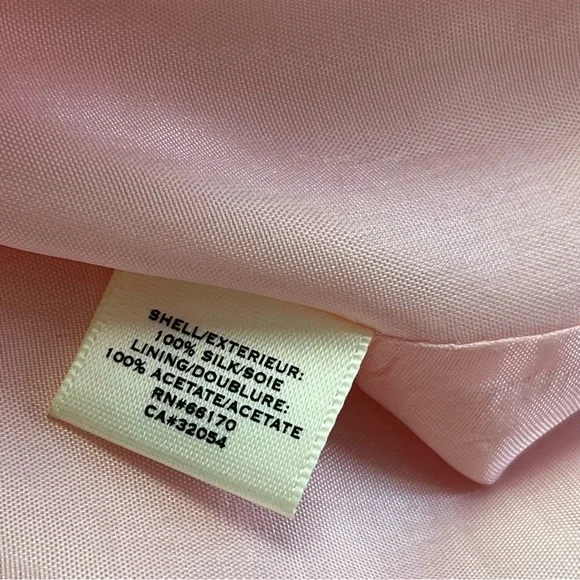 SHELL/EXTERIEUR:
100% SILK/SOIE
LINING/DOUBLURE:
100% ACETATE/ACETATE
RN#66170
CA#32054